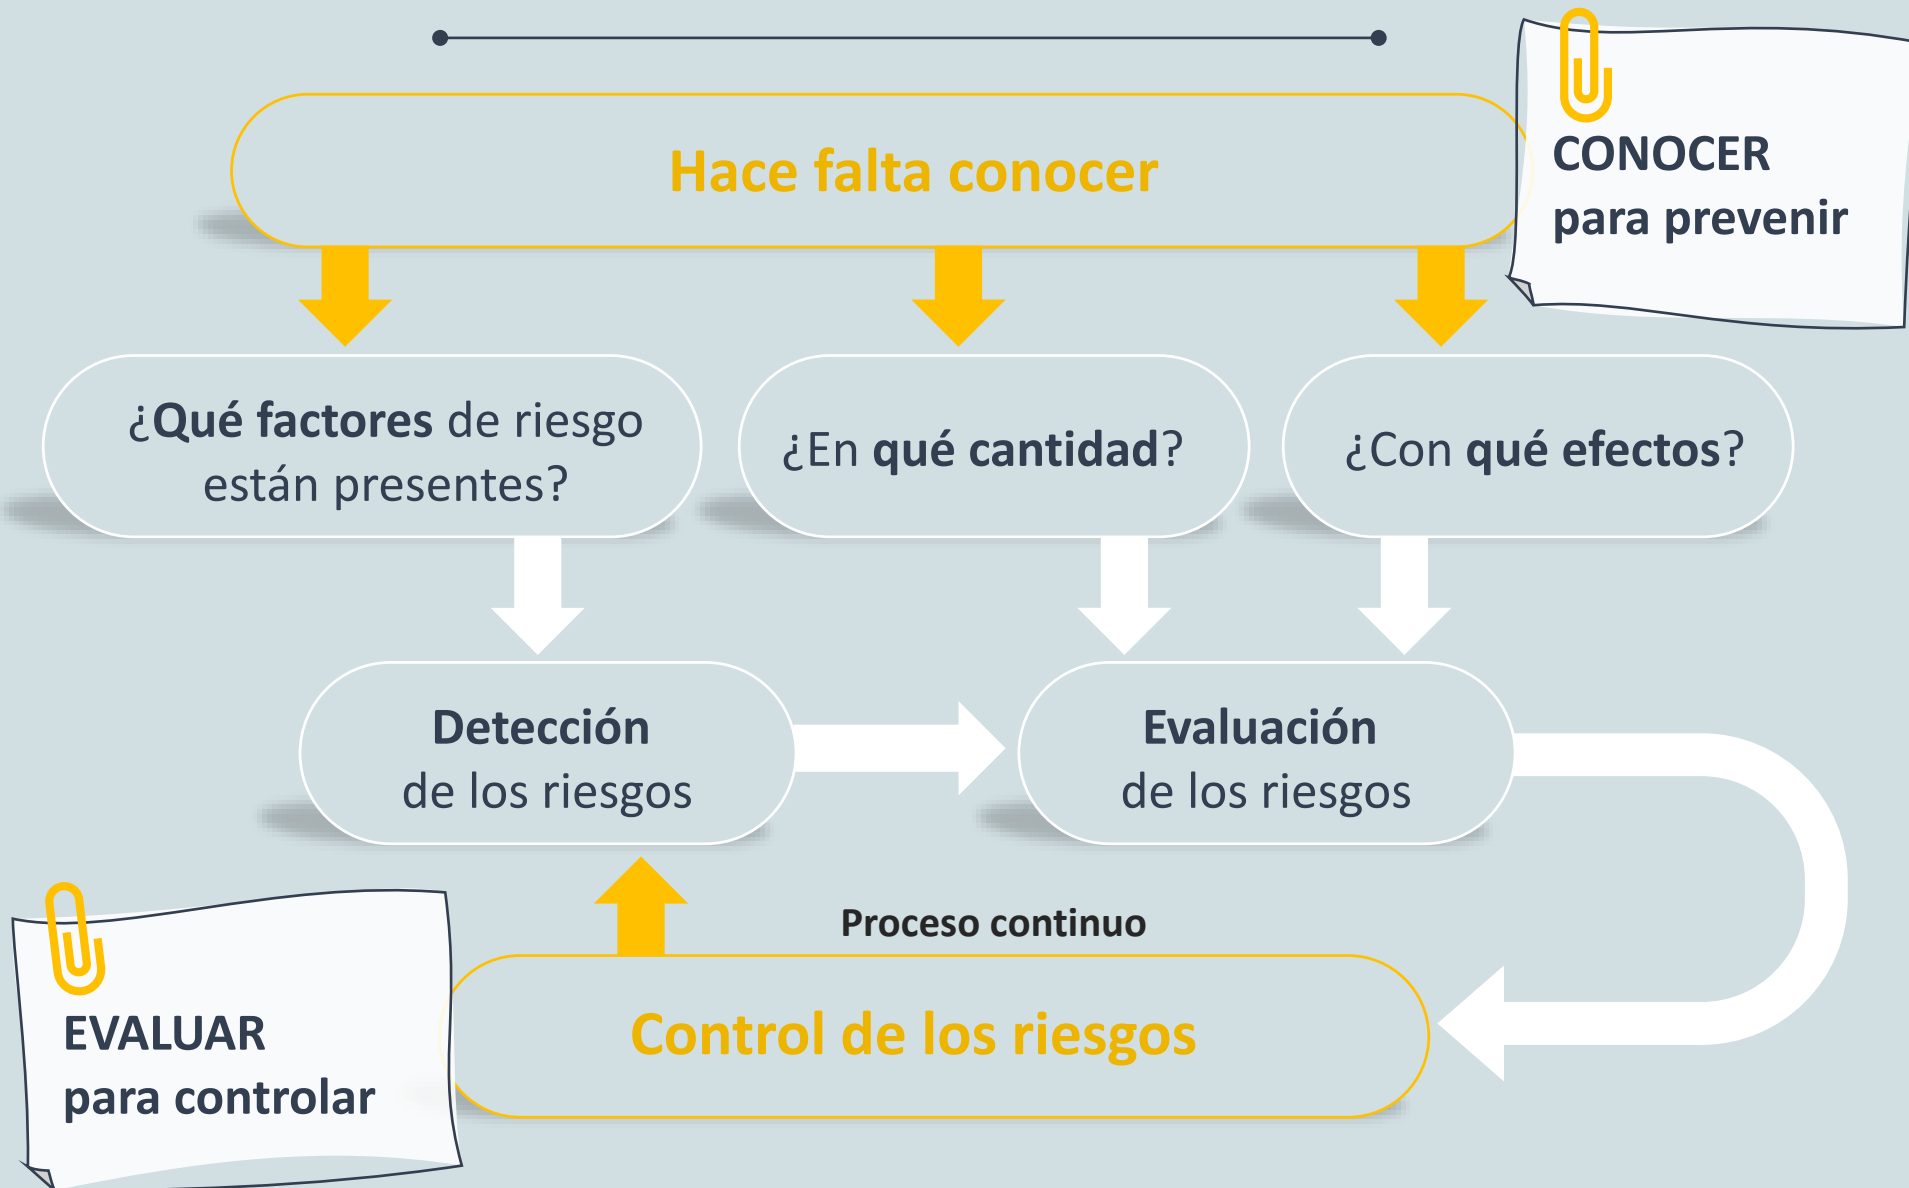 Hace falta conocer
CONOCER
para prevenir
¿Qué factores de riesgo
están presentes?
¿En qué cantidad?
¿Con qué efectos?
Detección
de los riesgos
Evaluación
de los riesgos
Proceso continuo
Control de los riesgos
EVALUAR
para controlar